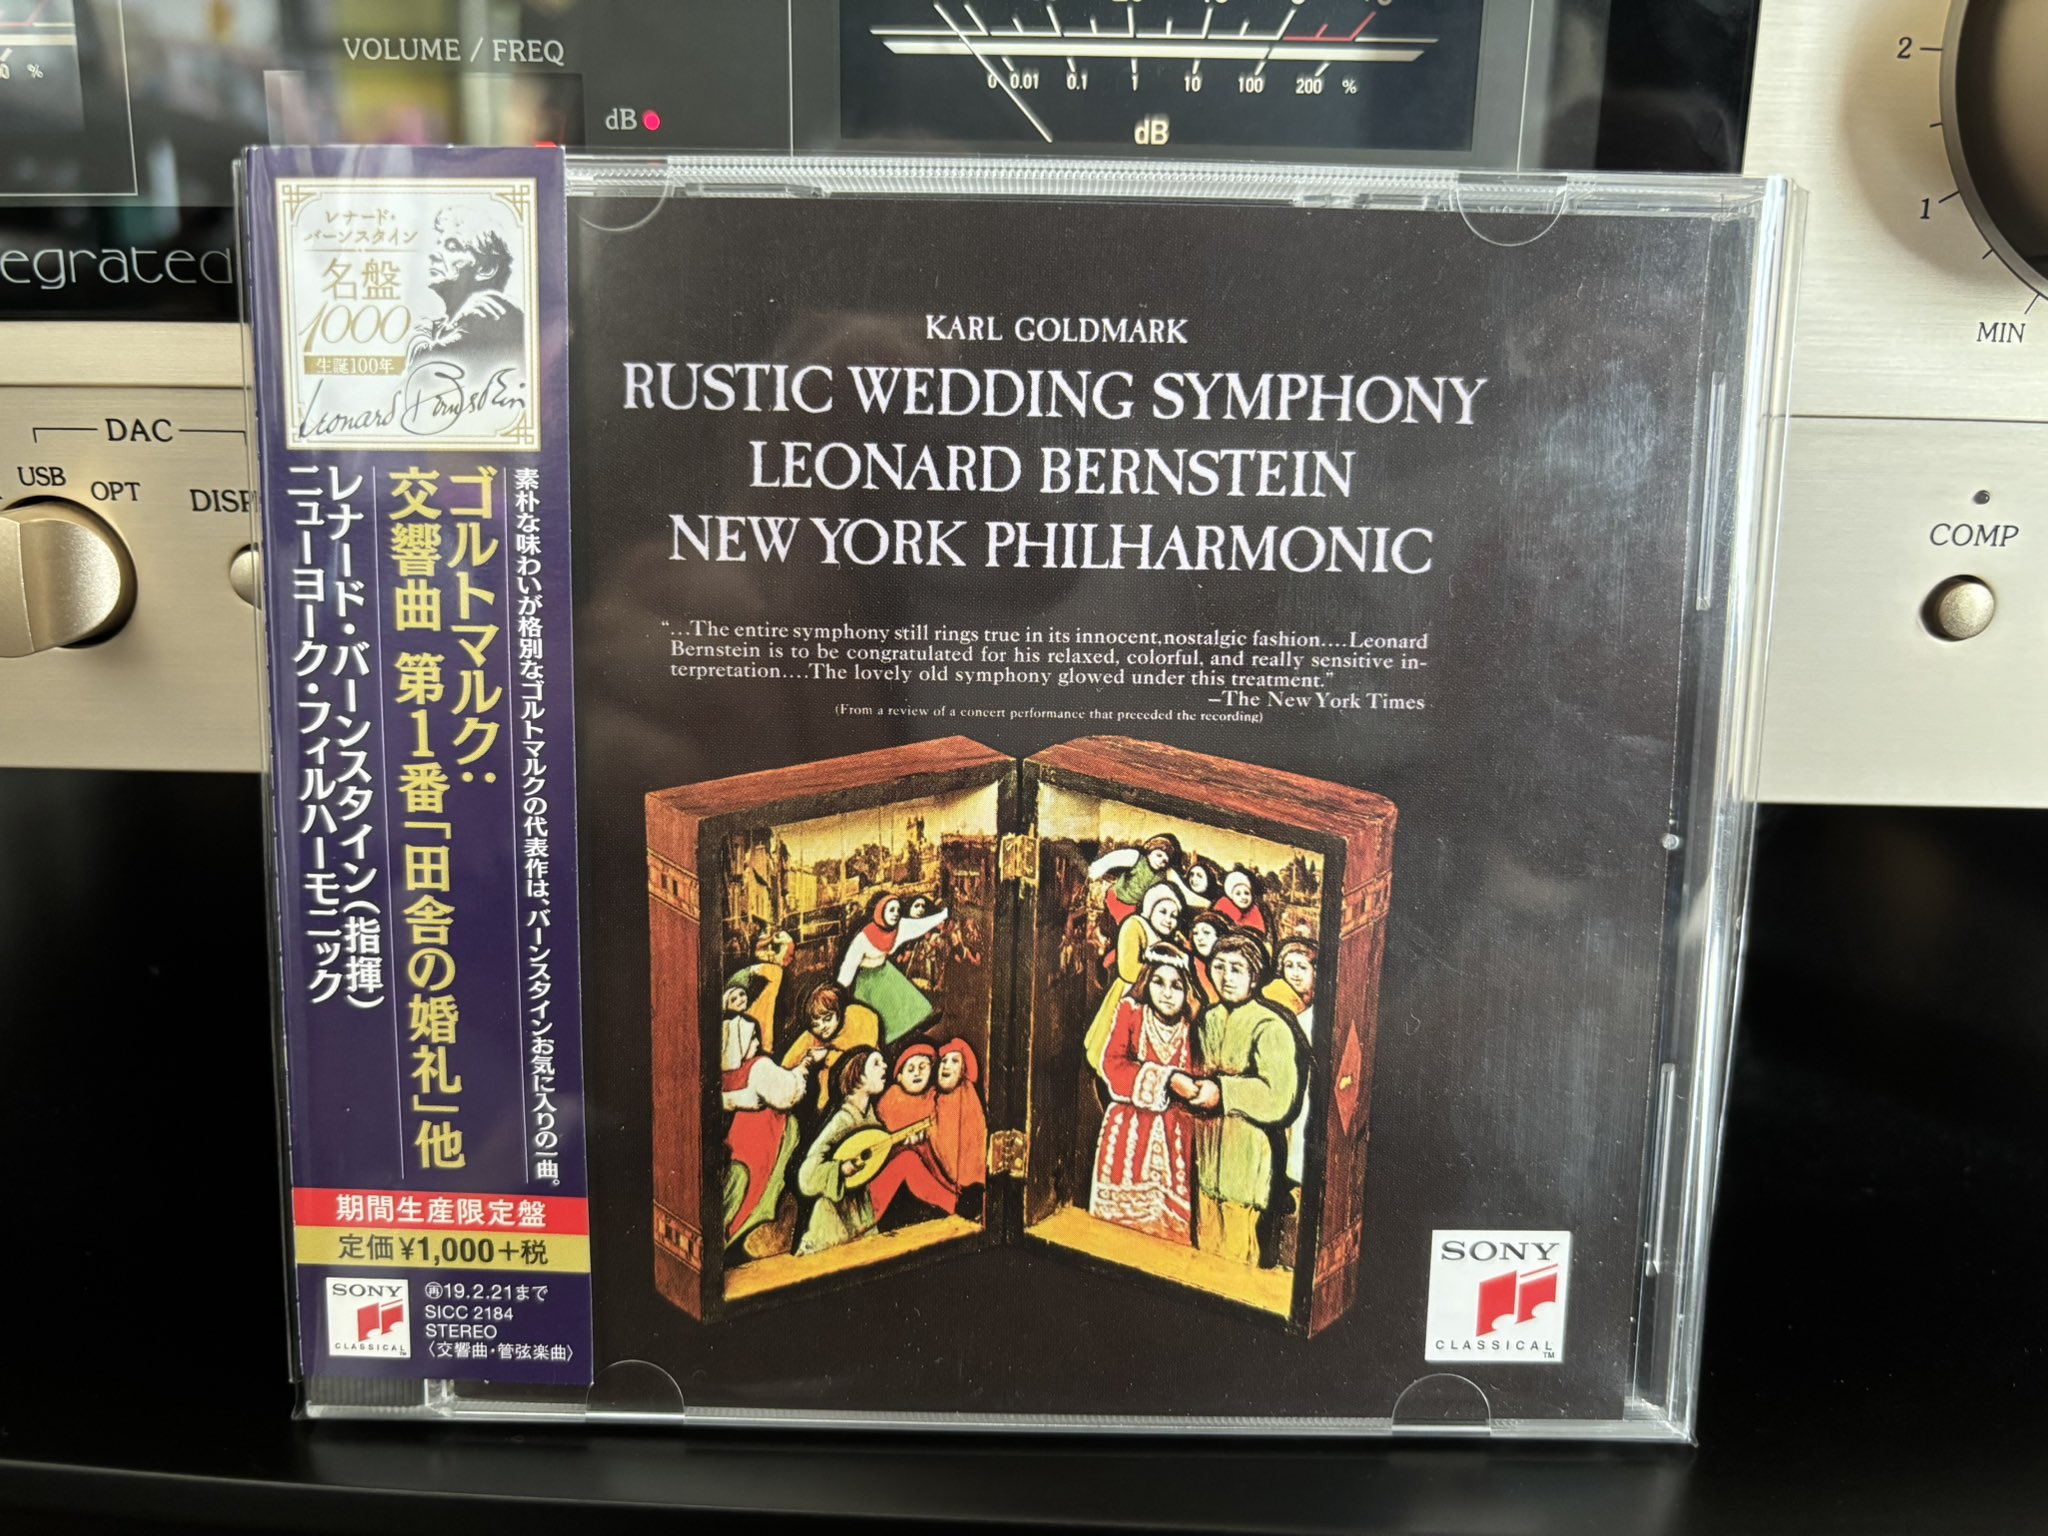 VOLUME / FREQ
dB
%
0 0.01 0.1 1 10 100 200 %
dB
2
1
MIN
egrated
DAC
USB
OPT
COMP
レナード・
バーンスタイン
名盤
1000
生誕100年
Leonard Bernstein
素朴な味わいが格別なゴルトマルクの代表作は、バーンスタインお気に入りの一曲。
ゴルトマルク:
交響曲 第1番「田舎の婚礼」他
レナード・バーンスタイン(指揮)
ニューヨーク・フィルハーモニック
期間生産限定盤
定価¥1,000+税
SONY
CLASSICAL
TM
再19.2.21まで
SICC 2184
STEREO
〈交響曲・管弦楽曲〉
KARL GOLDMARK
RUSTIC WEDDING SYMPHONY
LEONARD BERNSTEIN
NEW YORK PHILHARMONIC
“...The entire symphony still rings true in its innocent, nostalgic fashion....Leonard
Bernstein is to be congratulated for his relaxed, colorful, and really sensitive in-
terpretation....The lovely old symphony glowed under this treatment.”
—The New York Times
(From a review of a concert performance that preceded the recording)
SONY
CLASSICAL
TM